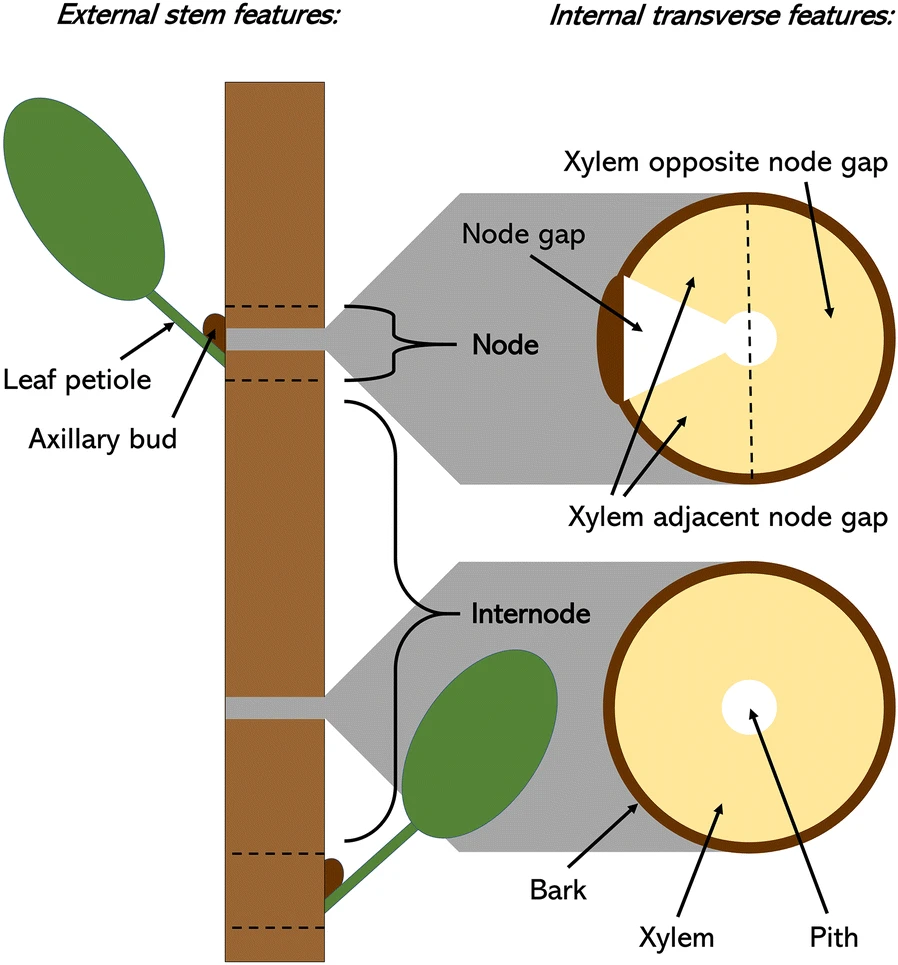 External stem features:
Internal transverse features:
Xylem opposite node gap
Node gap
Node
Leaf petiole
Axillary bud
Xylem adjacent node gap
Internode
Bark
Xylem
Pith